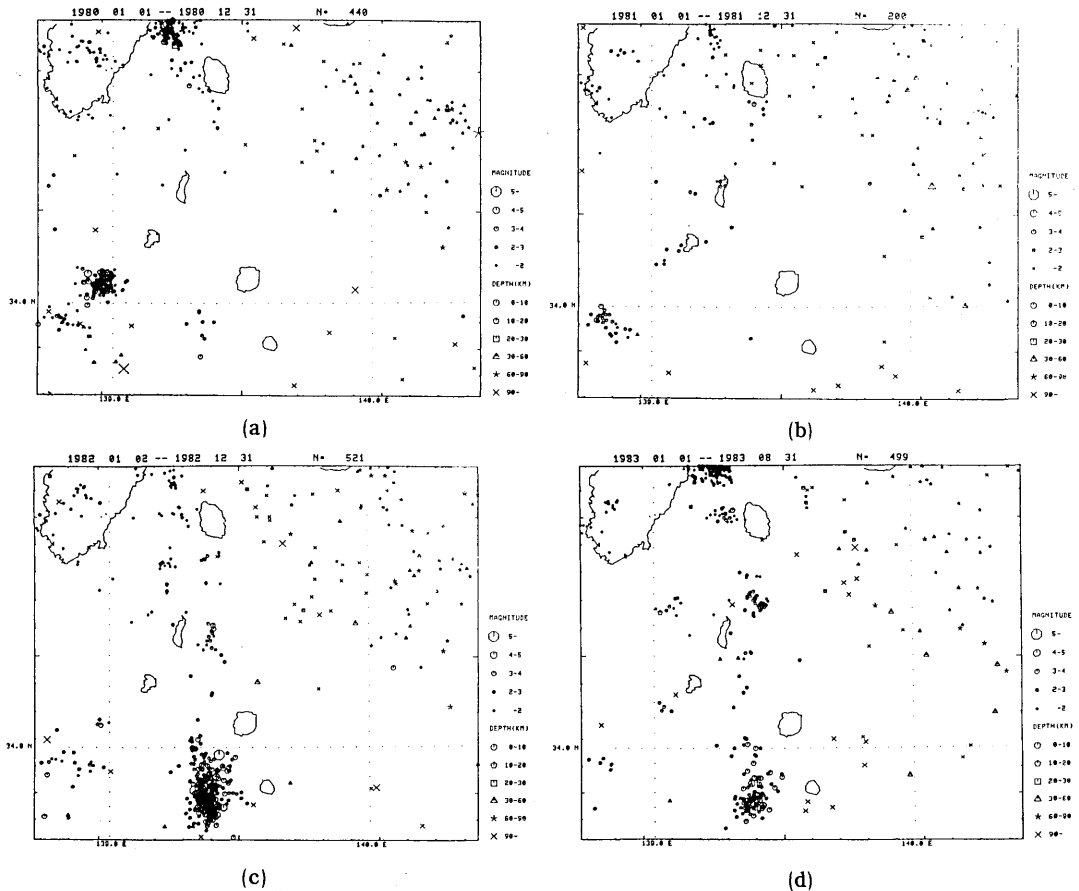 1980 01 01 -- 1980 12 31 N= 440
MAGNITUDE
5-
4-5
3-4
2-3
-2
DEPTH(KM)
0-10
10-20
20-30
30-60
60-90
90-
34.0 N
139.0 E
140.0 E
(a)
1981 01 01 -- 1981 12 31 N= 200
MAGNITUDE
5-
4-5
3-4
2-3
-2
DEPTH(KM)
0-10
10-20
20-30
30-60
60-90
90-
34.0 N
139.0 E
140.0 E
(b)
1982 01 02 -- 1982 12 31 N= 521
MAGNITUDE
5-
4-5
3-4
2-3
-2
DEPTH(KM)
0-10
10-20
20-30
30-60
60-90
90-
34.0 N
139.0 E
140.0 E
(c)
1983 01 01 -- 1983 08 31 N= 499
MAGNITUDE
5-
4-5
3-4
2-3
-2
DEPTH(KM)
0-10
10-20
20-30
30-60
60-90
90-
34.0 N
139.0 E
140.0 E
(d)